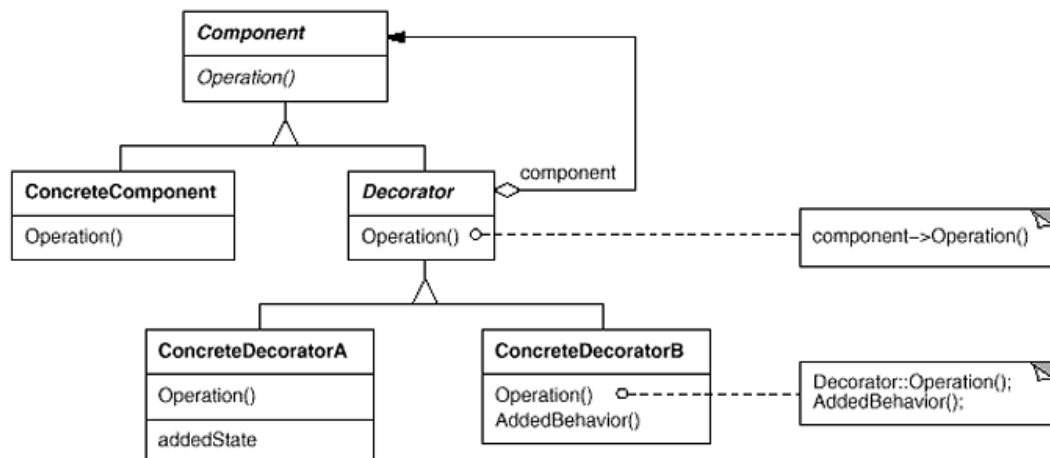 Component
Operation()
component
ConcreteComponent
Operation()
Decorator
Operation()
component–>Operation()
ConcreteDecoratorA
Operation()
addedState
ConcreteDecoratorB
Operation()
AddedBehavior()
Decorator::Operation();
AddedBehavior();